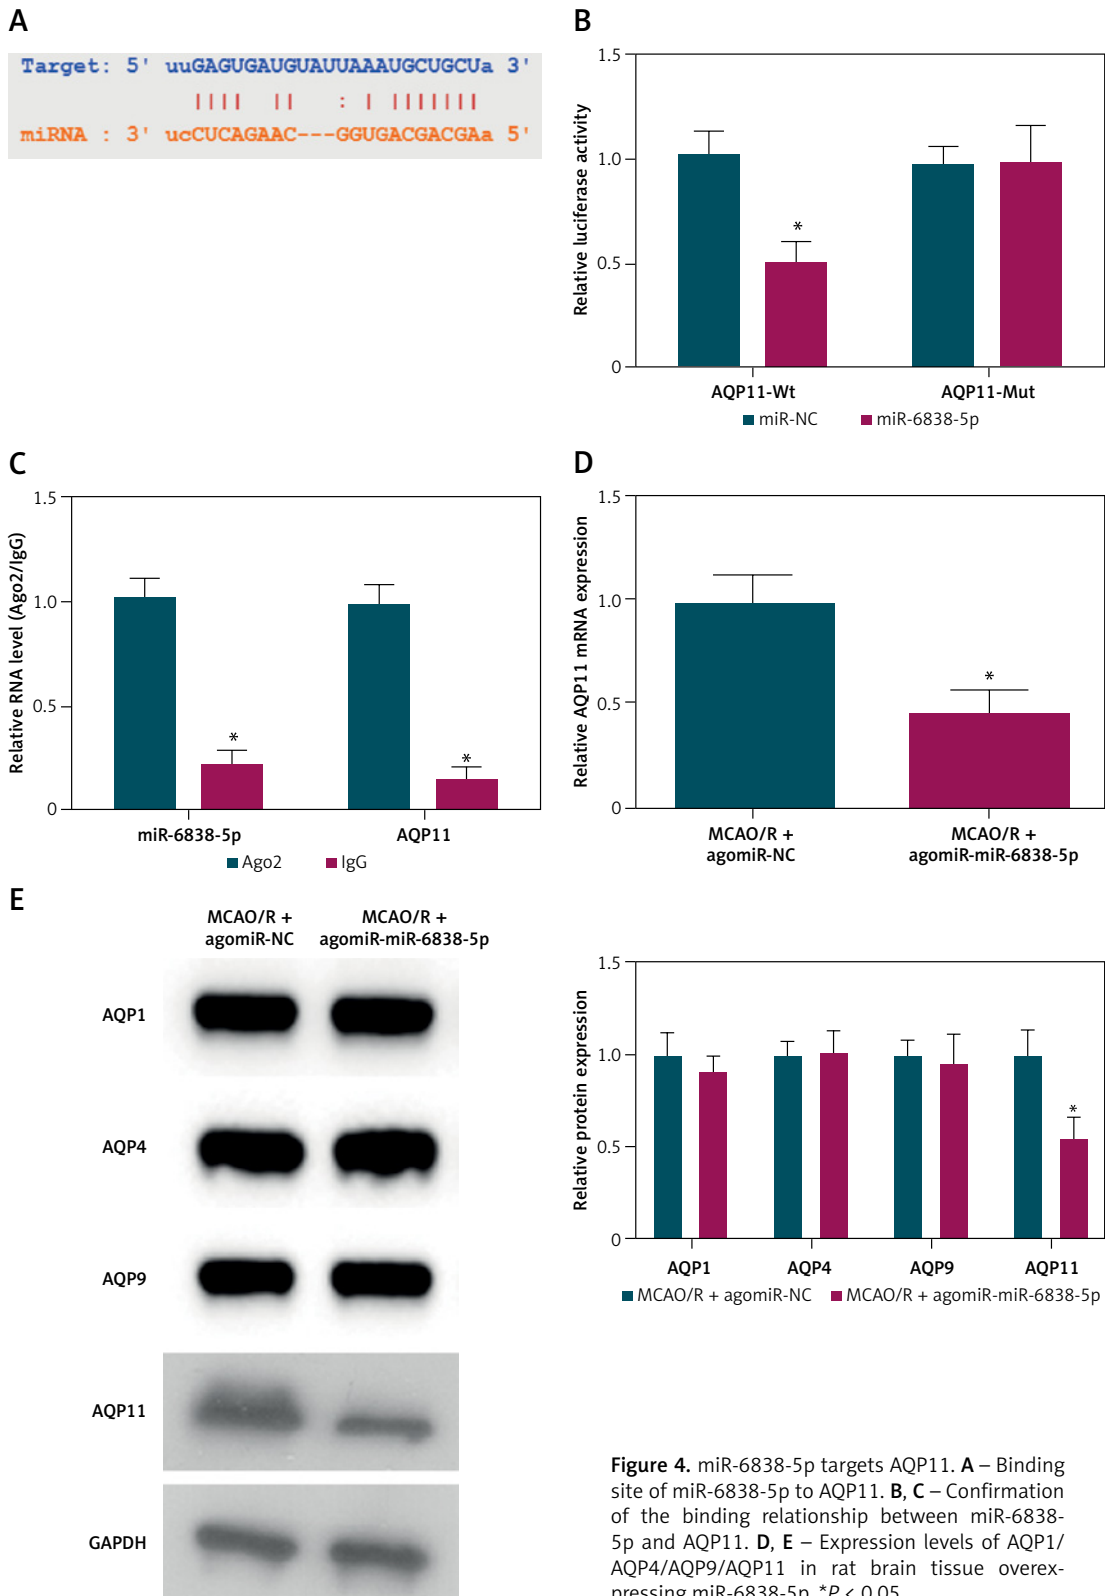 A
Target: 5' uuGAGUGAUGUAUUAAAUGCUGCUa 3'
|||| || : | |||||||
miRNA : 3' ucCUCAGAAC---GGUGACGACGAa 5'
B
Relative luciferase activity
1.5
1.0
0.5
0
*
AQP11-Wt AQP11-Mut
miR-NC miR-6838-5p
C
Relative RNA level (Ago2/IgG)
1.5
1.0
0.5
0
*
*
miR-6838-5p AQP11
Ago2 IgG
D
Relative AQP11 mRNA expression
1.5
1.0
0.5
0
*
MCAO/R + MCAO/R +
agomiR-NC agomiR-miR-6838-5p
E
MCAO/R + MCAO/R +
agomiR-NC agomiR-miR-6838-5p
AQP1
AQP4
AQP9
AQP11
GAPDH
Relative protein expression
1.5
1.0
0.5
0
*
AQP1 AQP4 AQP9 AQP11
MCAO/R + agomiR-NC MCAO/R + agomiR-miR-6838-5p
Figure 4. miR-6838-5p targets AQP11. A – Binding
site of miR-6838-5p to AQP11. B, C – Confirmation
of the binding relationship between miR-6838-
5p and AQP11. D, E – Expression levels of AQP1/
AQP4/AQP9/AQP11 in rat brain tissue overex-
pressing miR-6838-5p. *P < 0.05